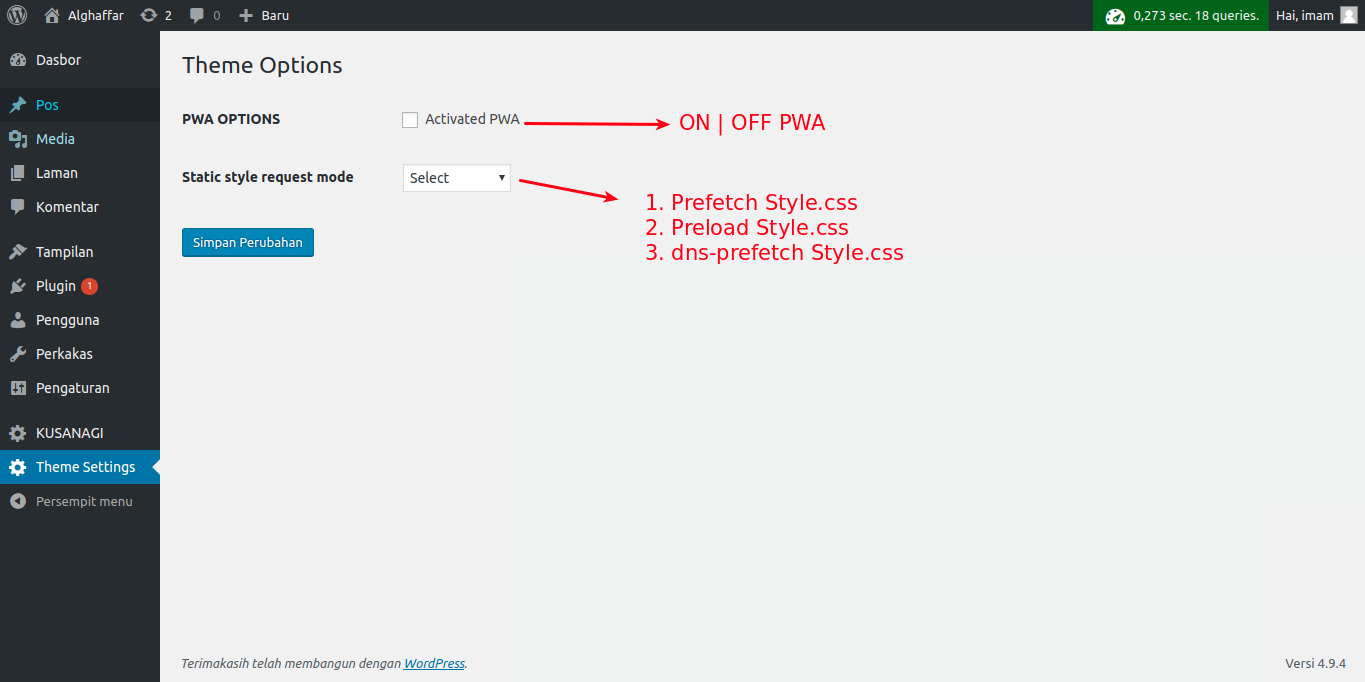 Alghaffar 2 0 Baru 0,273 sec. 18 queries. Hai, imam
Dasbor
Pos
Media
Laman
Komentar
Tampilan
Plugin 1
Pengguna
Perkakas
Pengaturan
KUSANAGI
Theme Settings
Persempit menu
Theme Options
PWA OPTIONS Activated PWA ON | OFF PWA
Static style request mode Select
1. Prefetch Style.css
2. Preload Style.css
3. dns-prefetch Style.css
Simpan Perubahan
Terimakasih telah membangun dengan WordPress. Versi 4.9.4